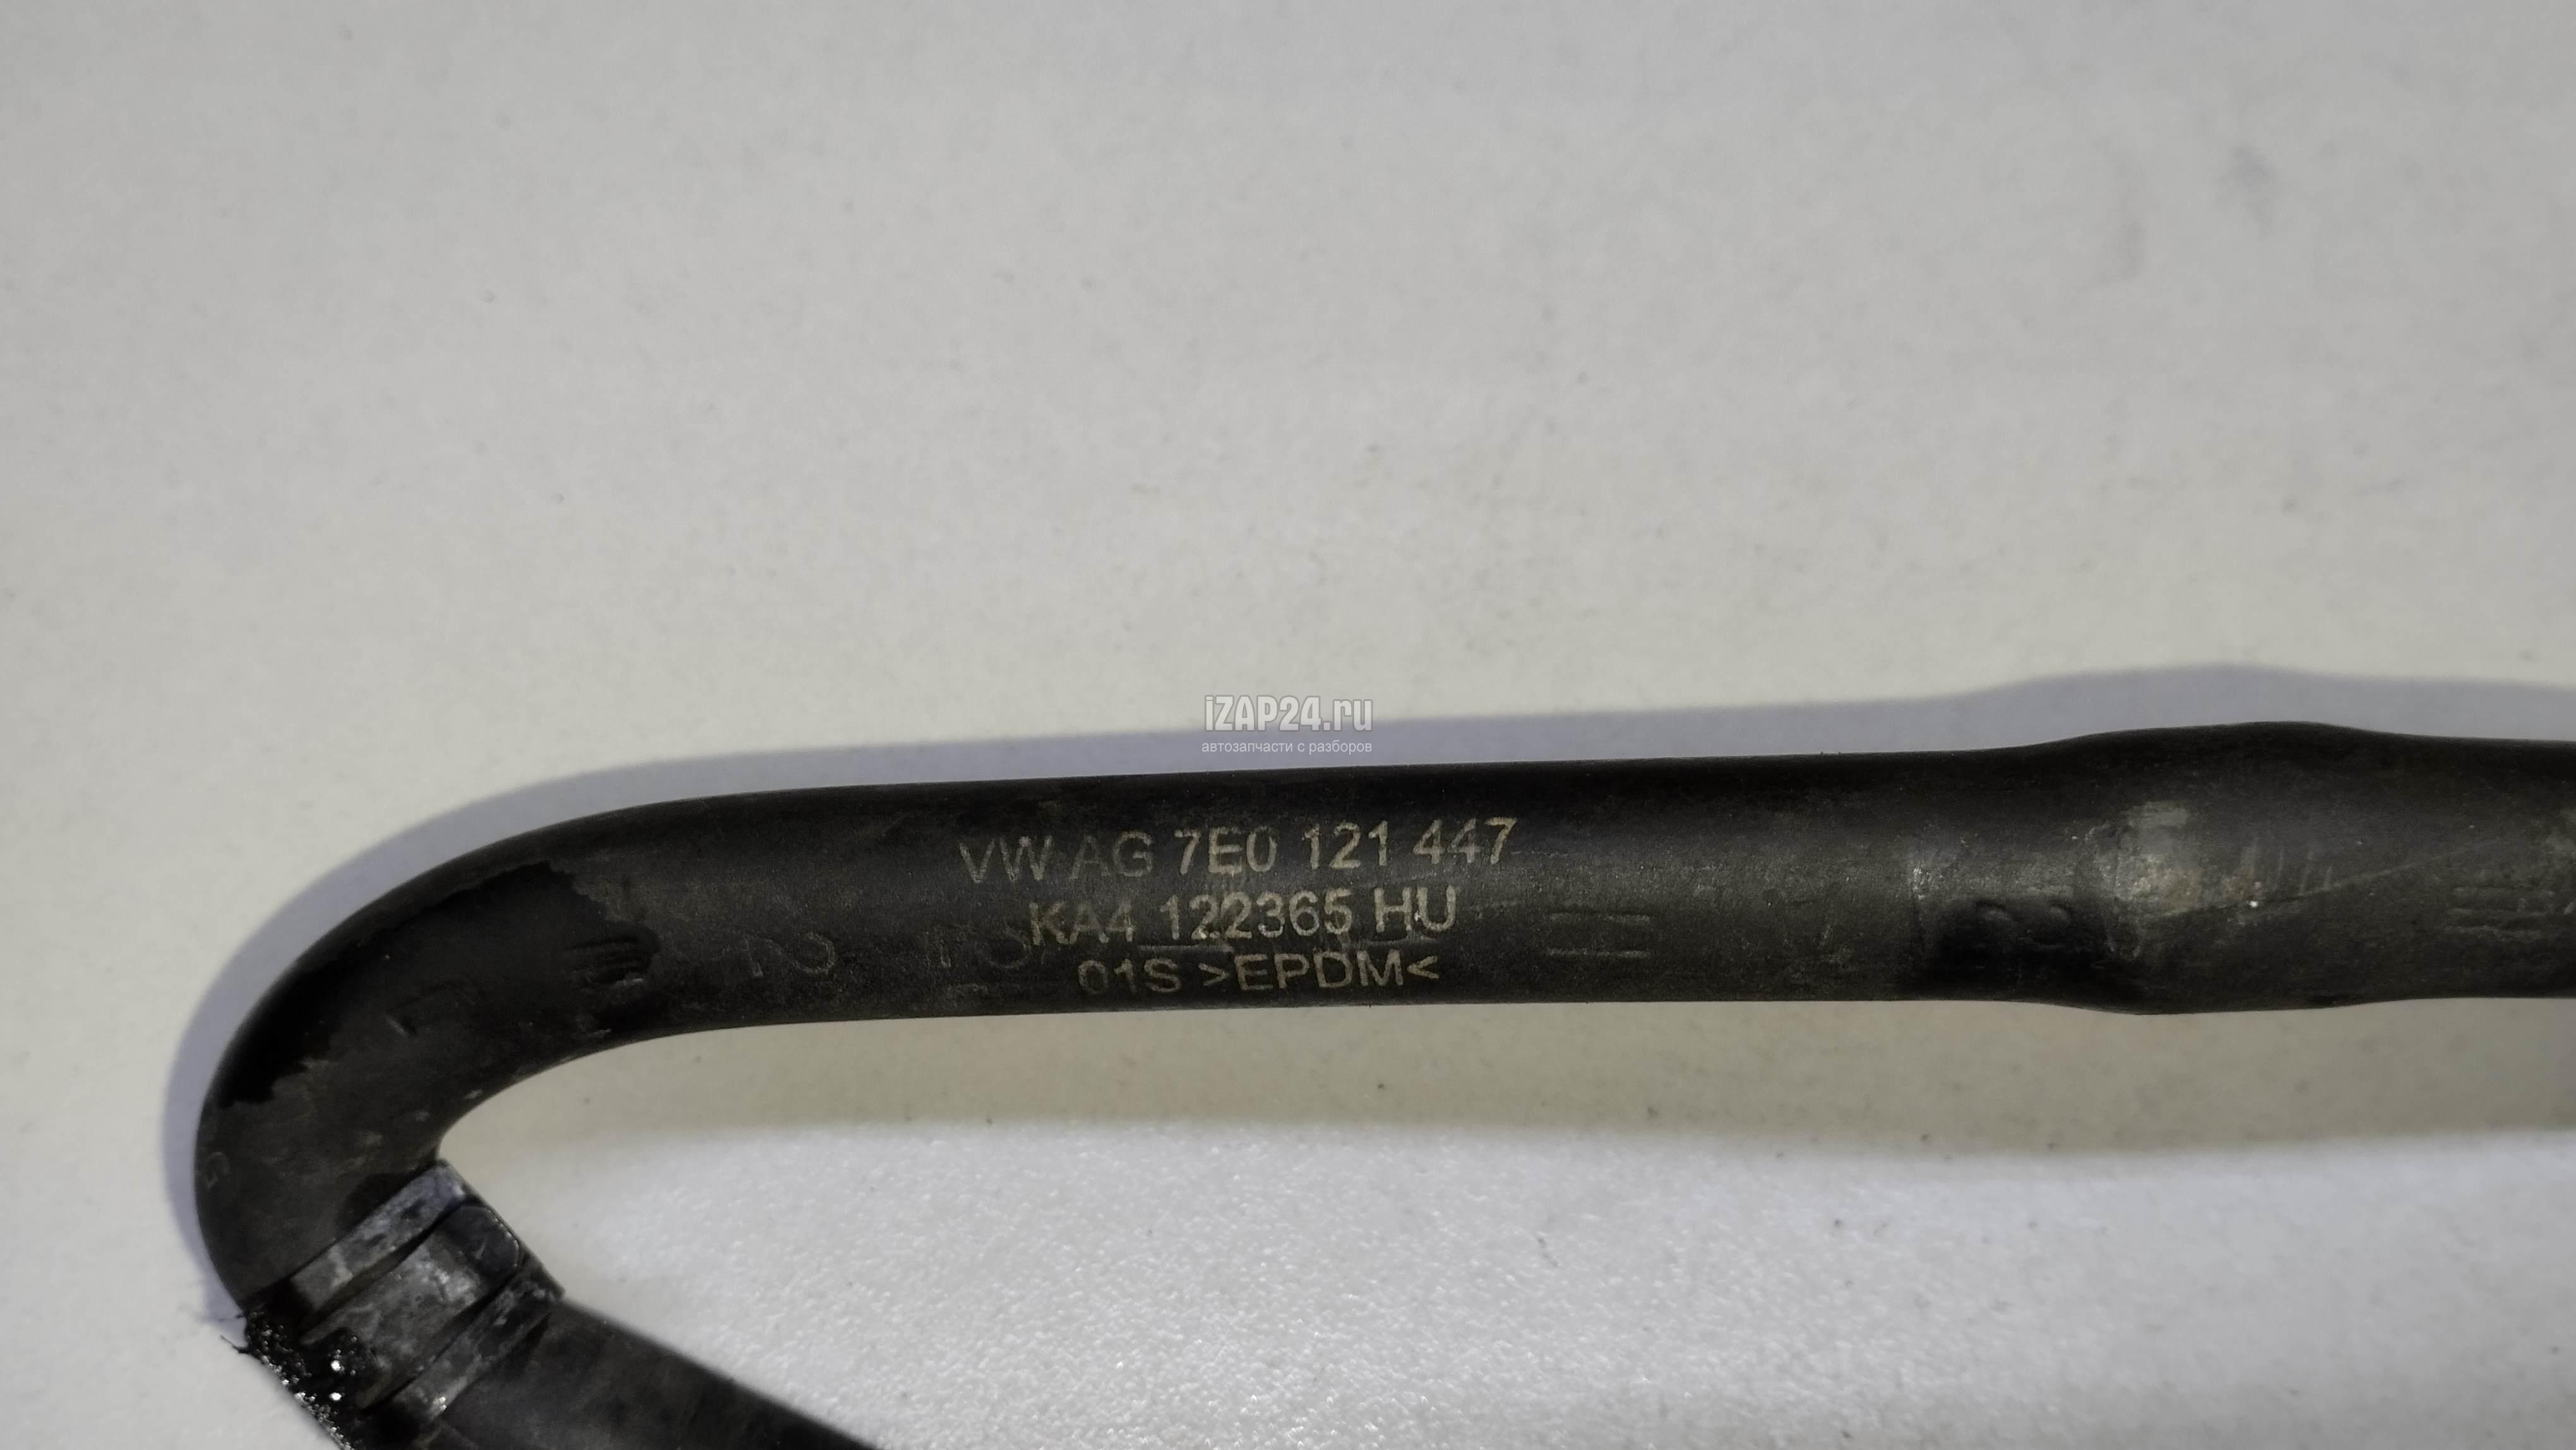 iZAP24.ru
автозапчасти с разборов
VW AG 7E0 121 447
KA4 122365 HU
01S >EPDM<